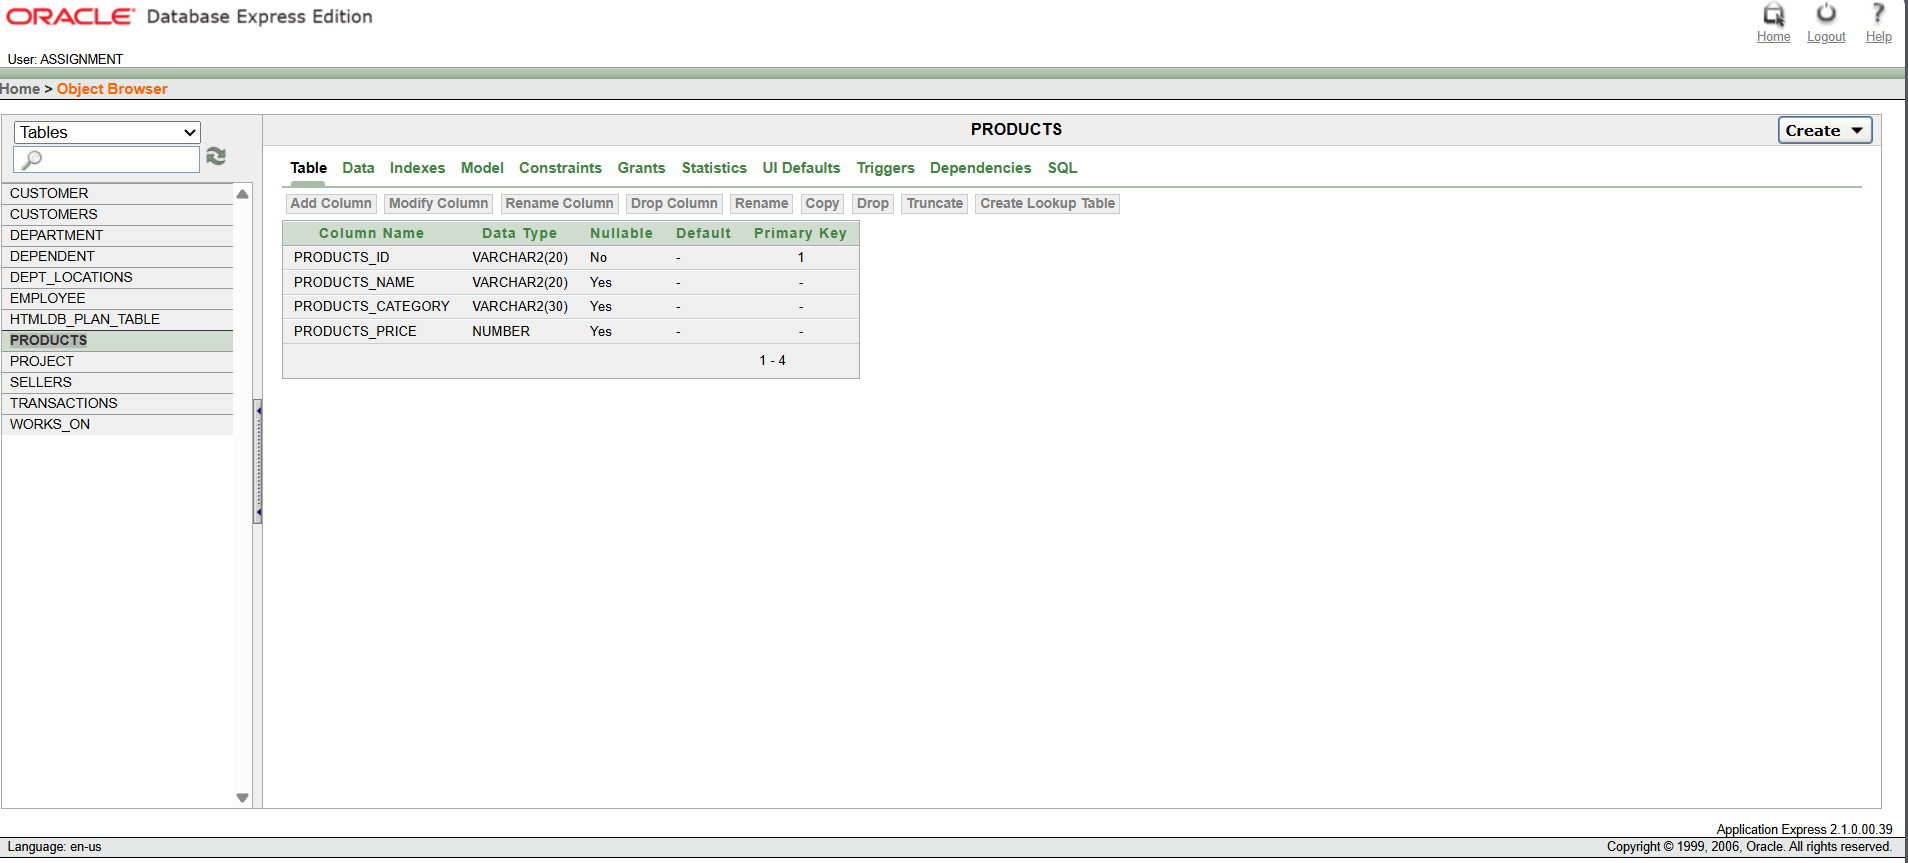 ORACLE Database Express Edition
Home Logout Help
User: ASSIGNMENT
Home > Object Browser
Tables
PRODUCTS
Create
Table Data Indexes Model Constraints Grants Statistics UI Defaults Triggers Dependencies SQL
Add Column Modify Column Rename Column Drop Column Rename Copy Drop Truncate Create Lookup Table
CUSTOMER
CUSTOMERS
DEPARTMENT
DEPENDENT
DEPT_LOCATIONS
EMPLOYEE
HTMLDB_PLAN_TABLE
PRODUCTS
PROJECT
SELLERS
TRANSACTIONS
WORKS_ON
Column Name Data Type Nullable Default Primary Key
PRODUCTS_ID VARCHAR2(20) No - 1
PRODUCTS_NAME VARCHAR2(20) Yes - -
PRODUCTS_CATEGORY VARCHAR2(30) Yes - -
PRODUCTS_PRICE NUMBER Yes - -
1 - 4
Application Express 2.1.0.00.39
Language: en-us
Copyright © 1999, 2006, Oracle. All rights reserved.